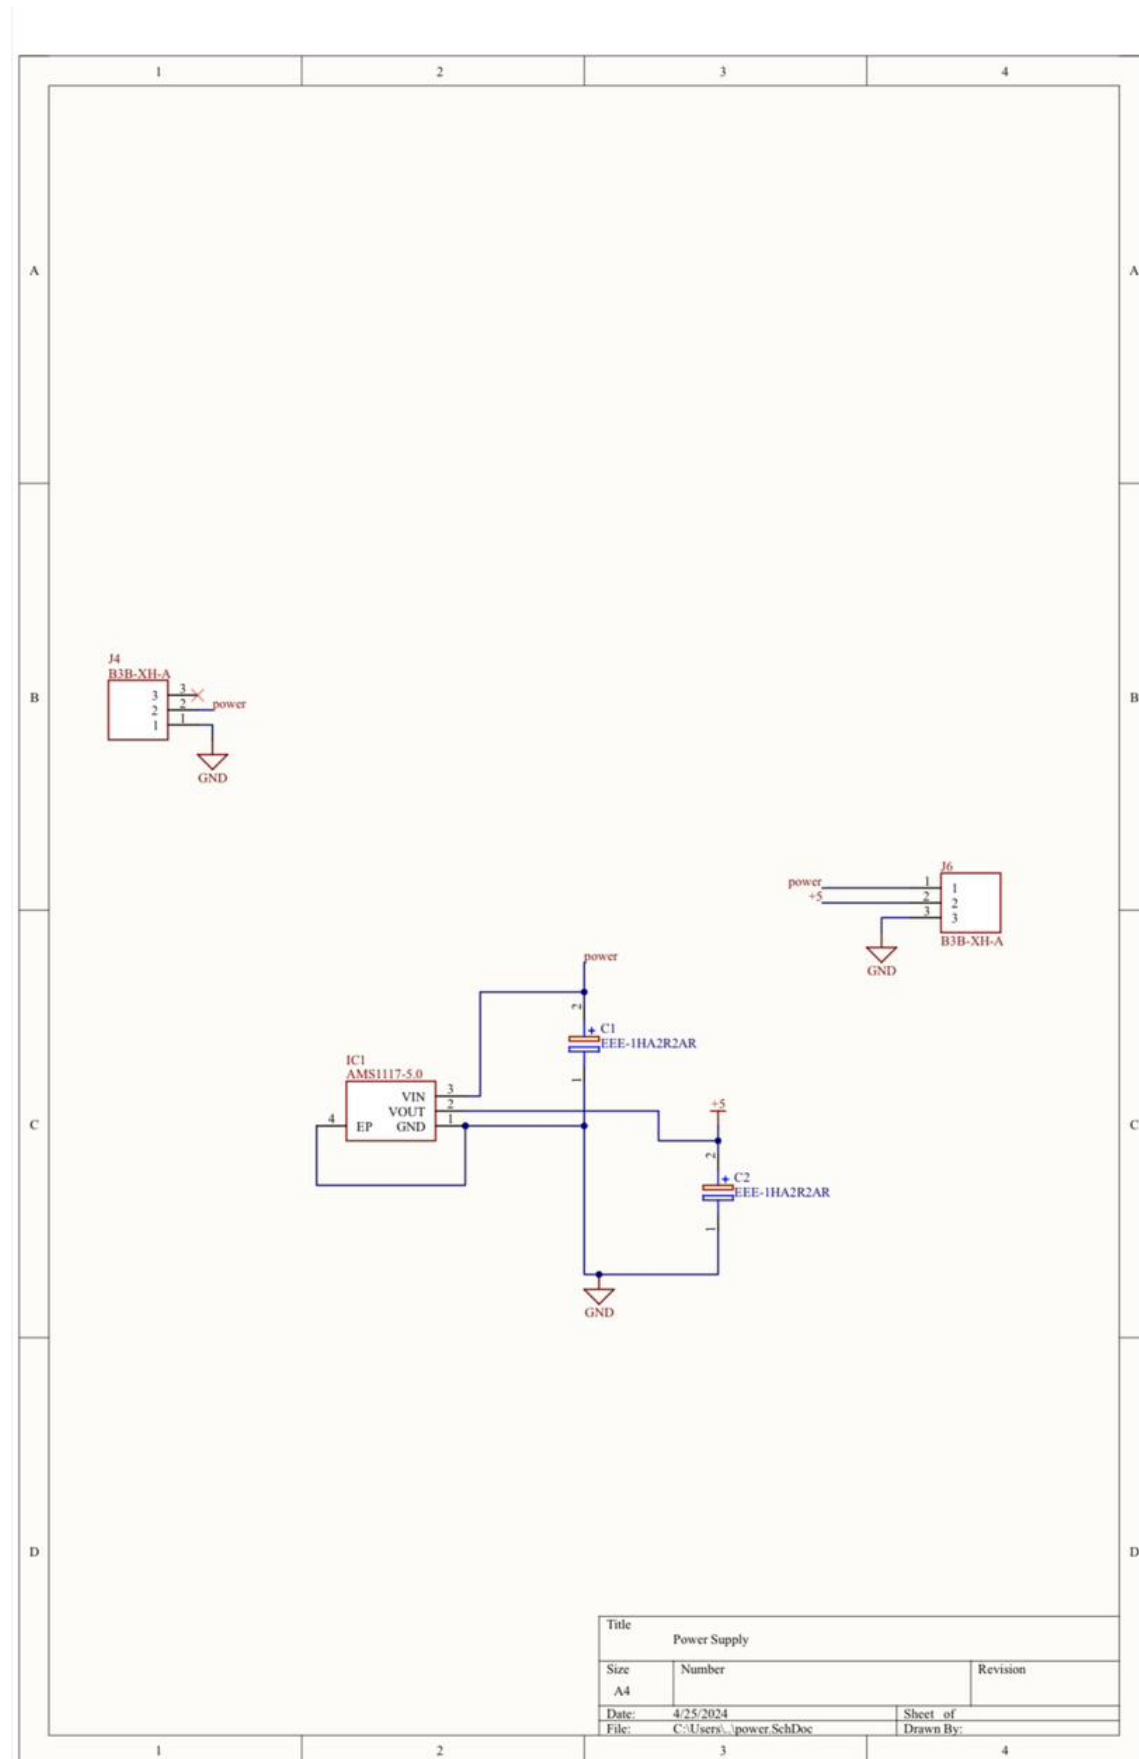 1 2 3 4
A A
J4
B3B-XH-A
B B
3 3
2 2 power
1 1
GND
J6
power 1 1
+5 2 2
3 3
B3B-XH-A
GND
power
2
+ C1
EEE-1HA2R2AR
1
IC1
AMS1117-5.0
VIN 3
VOUT 2
4 EP GND 1
+5
C C
2
+ C2
EEE-1HA2R2AR
1
GND
D D
Title
Power Supply
Size Number Revision
A4
Date: 4/25/2024 Sheet of
File: C:\Users\..\power.SchDoc Drawn By:
1 2 3 4